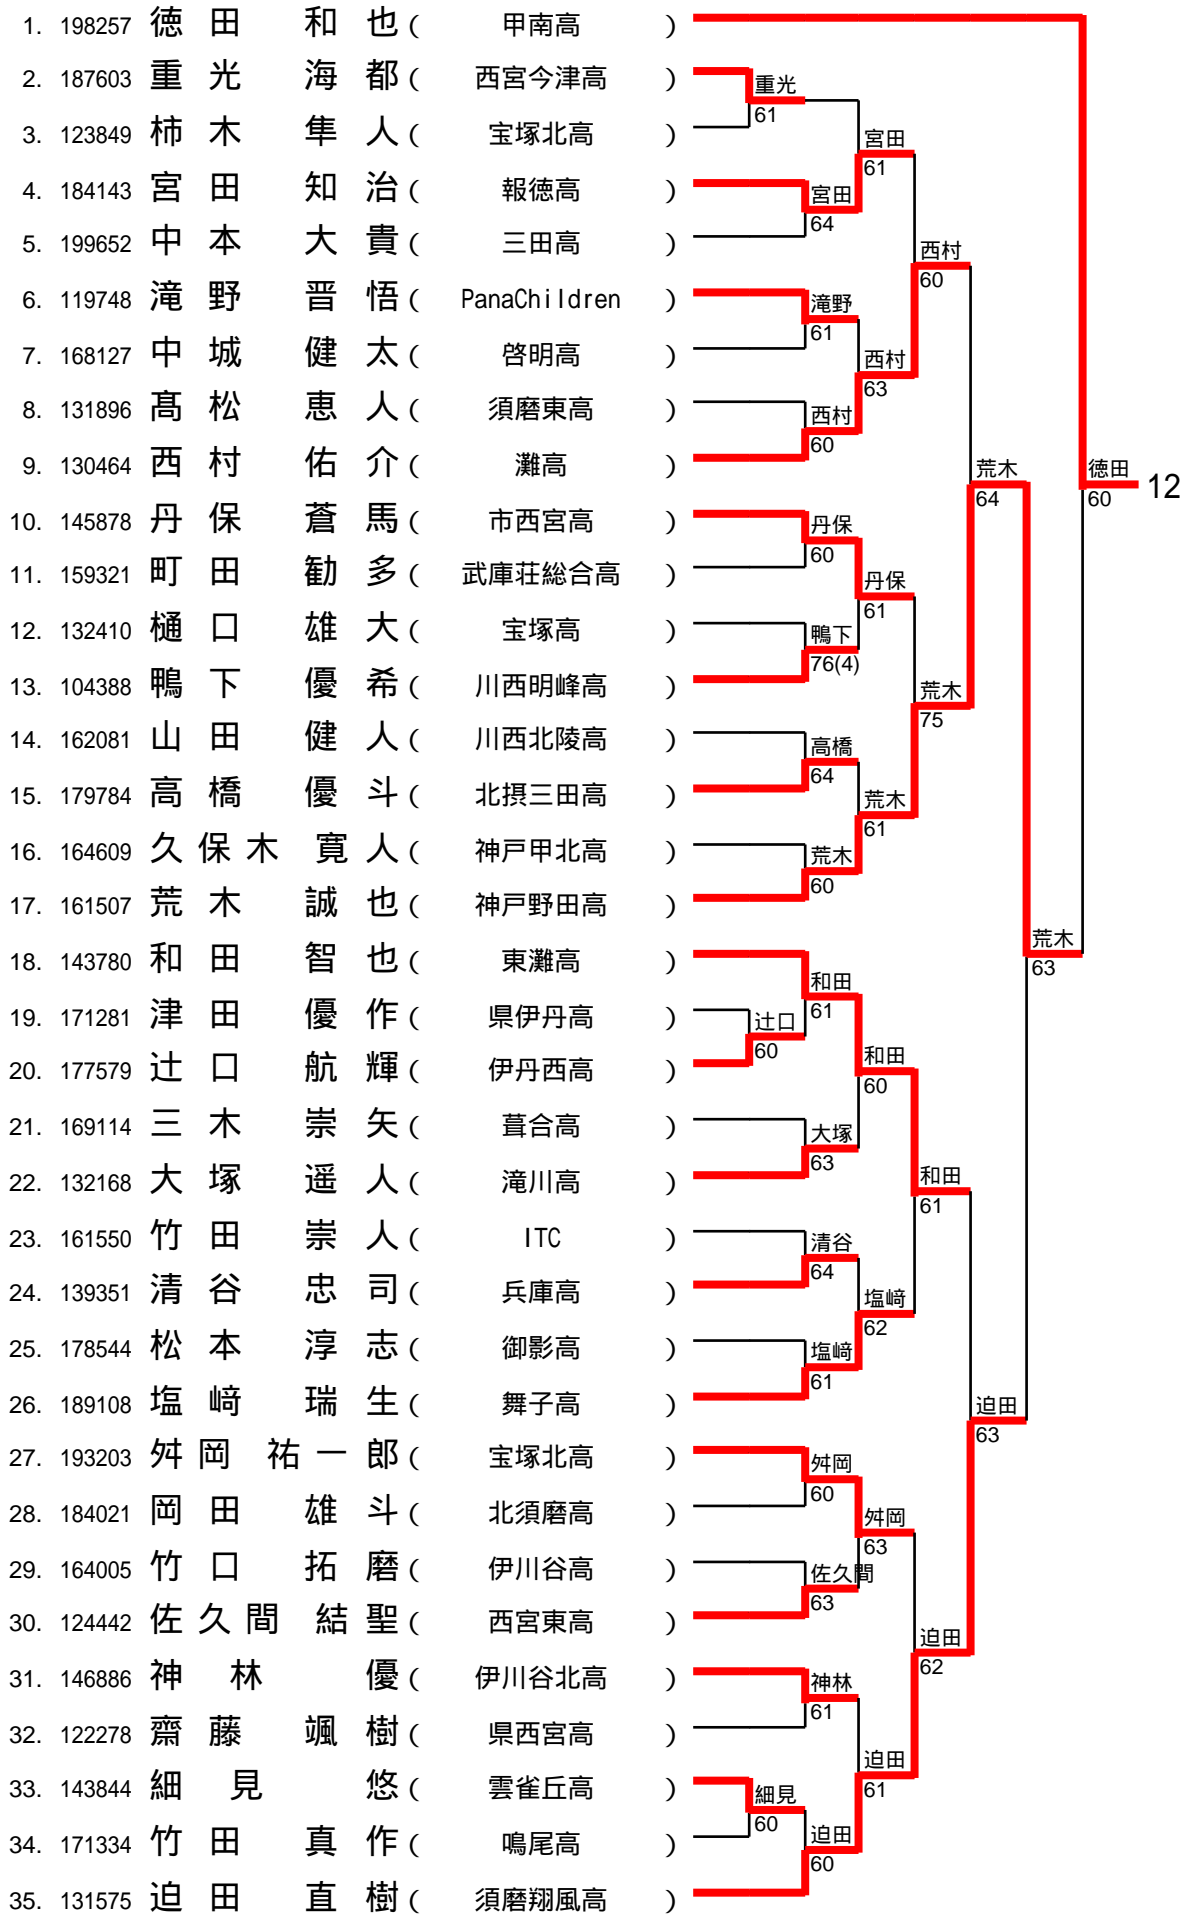 1. 198257 徳田 和也 ( 甲南高 )
2. 187603 重光 海都 ( 西宮今津高 )
重光
61
3. 123849 柿木 隼人 ( 宝塚北高 )
宮田
61
4. 184143 宮田 知治 ( 報徳高 )
宮田
64
5. 199652 中本 大貴 ( 三田高 )
西村
60
6. 119748 滝野 晋悟 ( PanaChildren )
滝野
61
7. 168127 中城 健太 ( 啓明高 )
西村
63
8. 131896 髙松 恵人 ( 須磨東高 )
西村
60
9. 130464 西村 佑介 ( 灘高 )
荒木
64
徳田
60
12
10. 145878 丹保 蒼馬 ( 市西宮高 )
丹保
60
11. 159321 町田 勧多 ( 武庫荘総合高 )
丹保
61
12. 132410 樋口 雄大 ( 宝塚高 )
鴨下
76(4)
13. 104388 鴨下 優希 ( 川西明峰高 )
荒木
75
14. 162081 山田 健人 ( 川西北陵高 )
高橋
64
15. 179784 高橋 優斗 ( 北摂三田高 )
荒木
61
16. 164609 久保木 寛人 ( 神戸甲北高 )
荒木
60
17. 161507 荒木 誠也 ( 神戸野田高 )
荒木
63
18. 143780 和田 智也 ( 東灘高 )
和田
61
19. 171281 津田 優作 ( 県伊丹高 )
辻口
60
20. 177579 辻口 航輝 ( 伊丹西高 )
和田
60
21. 169114 三木 崇矢 ( 葺合高 )
大塚
63
22. 132168 大塚 遥人 ( 滝川高 )
和田
61
23. 161550 竹田 崇人 ( ITC )
清谷
64
24. 139351 清谷 忠司 ( 兵庫高 )
塩﨑
62
25. 178544 松本 淳志 ( 御影高 )
塩﨑
61
26. 189108 塩﨑 瑞生 ( 舞子高 )
迫田
63
27. 193203 舛岡 祐一郎 ( 宝塚北高 )
舛岡
60
28. 184021 岡田 雄斗 ( 北須磨高 )
舛岡
63
29. 164005 竹口 拓磨 ( 伊川谷高 )
佐久間
63
30. 124442 佐久間 結聖 ( 西宮東高 )
迫田
62
31. 146886 神林 優 ( 伊川谷北高 )
神林
61
32. 122278 齋藤 颯樹 ( 県西宮高 )
迫田
61
33. 143844 細見 悠 ( 雲雀丘高 )
細見
60
34. 171334 竹田 真作 ( 鳴尾高 )
迫田
60
35. 131575 迫田 直樹 ( 須磨翔風高 )